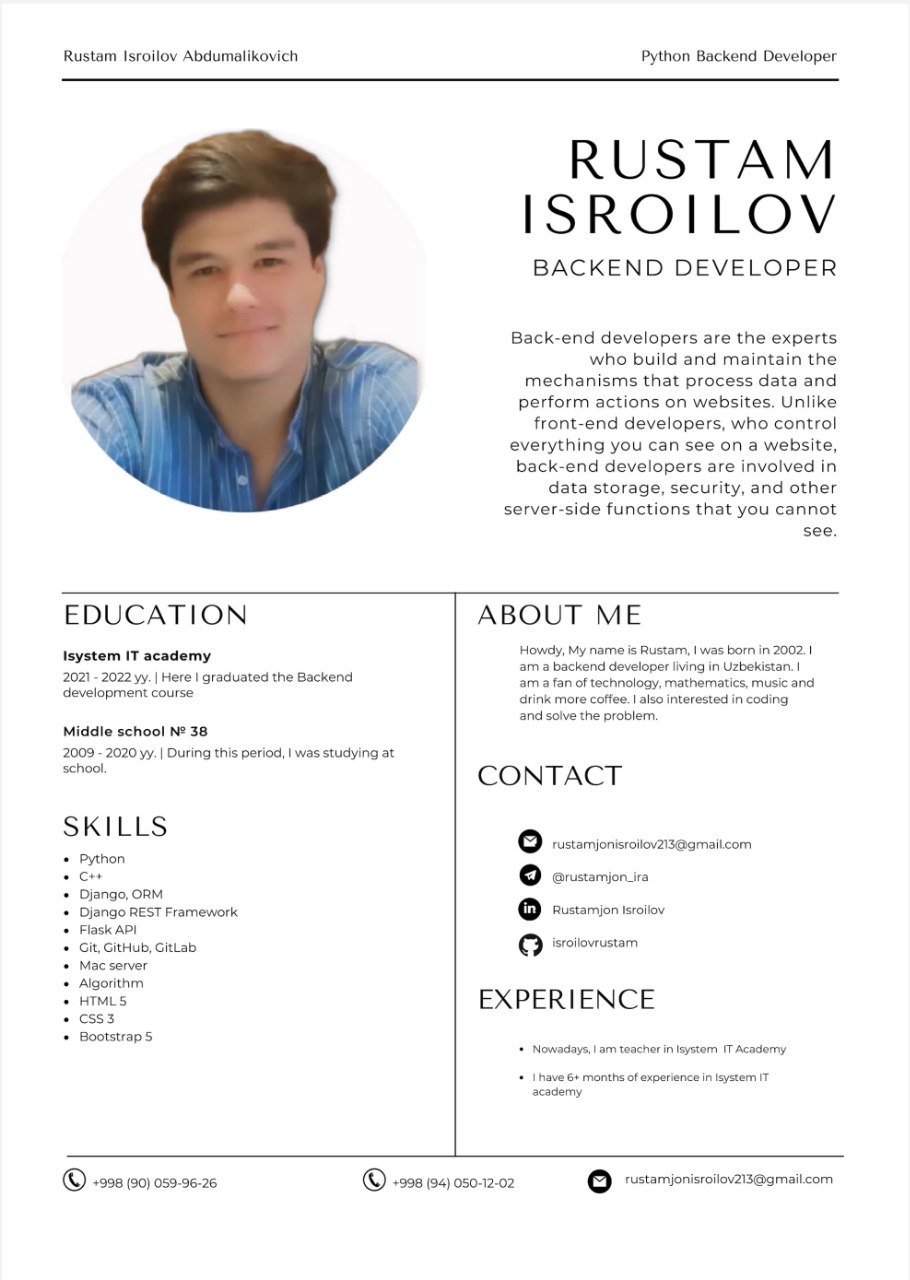 Rustam Isroilov Abdumalikovich
Python Backend Developer
RUSTAM
ISROILOV
BACKEND DEVELOPER
Back-end developers are the experts
who build and maintain the
mechanisms that process data and
perform actions on websites. Unlike
front-end developers, who control
everything you can see on a website,
back-end developers are involved in
data storage, security, and other
server-side functions that you cannot
see.
EDUCATION
Isystem IT academy
2021 - 2022 yy. | Here I graduated the Backend
development course
Middle school № 38
2009 - 2020 yy. | During this period, I was studying at
school.
SKILLS
• Python
• C++
• Django, ORM
• Django REST Framework
• Flask API
• Git, GitHub, GitLab
• Mac server
• Algorithm
• HTML 5
• CSS 3
• Bootstrap 5
ABOUT ME
Howdy, My name is Rustam, I was born in 2002. I
am a backend developer living in Uzbekistan. I
am a fan of technology, mathematics, music and
drink more coffee. I also interested in coding
and solve the problem.
CONTACT
rustamjonisroilov213@gmail.com
@rustamjon_ira
in
Rustamjon Isroilov
isroilovrustam
EXPERIENCE
• Nowadays, I am teacher in Isystem IT Academy
• I have 6+ months of experience in Isystem IT
academy
+998 (90) 059-96-26
+998 (94) 050-12-02
rustamjonisroilov213@gmail.com